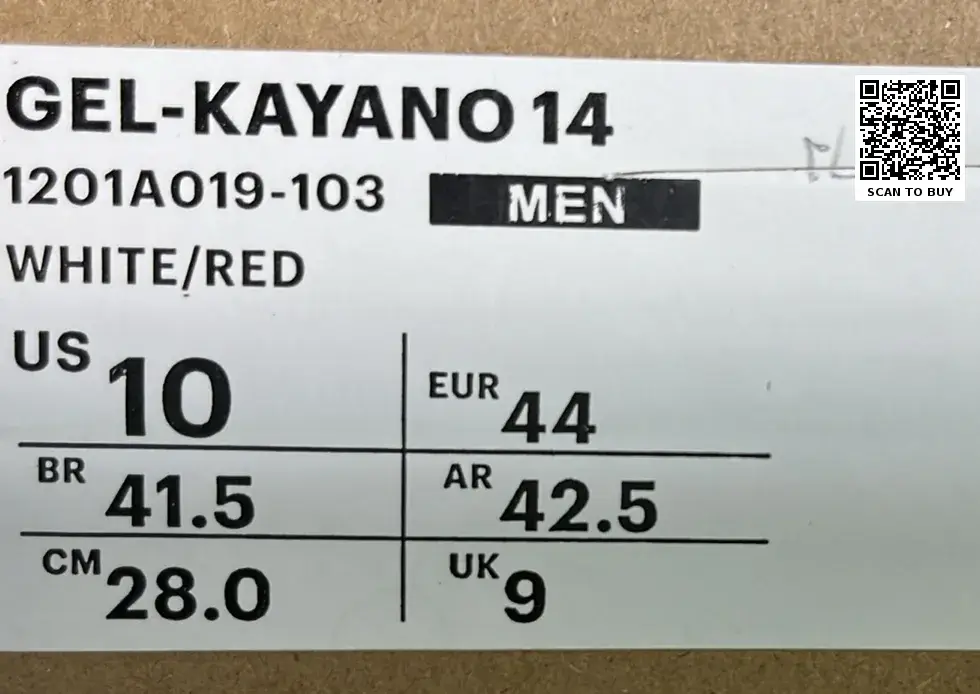 GEL-KAYANO 14
1201A019-103 MEN
WHITE/RED
US 10 EUR 44
BR 41.5 AR 42.5
CM 28.0 UK 9
SCAN TO BUY